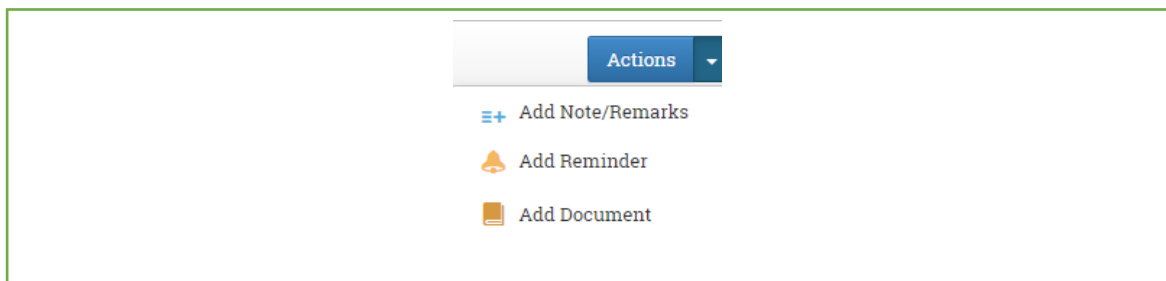 Actions
Add Note/Remarks
Add Reminder
Add Document